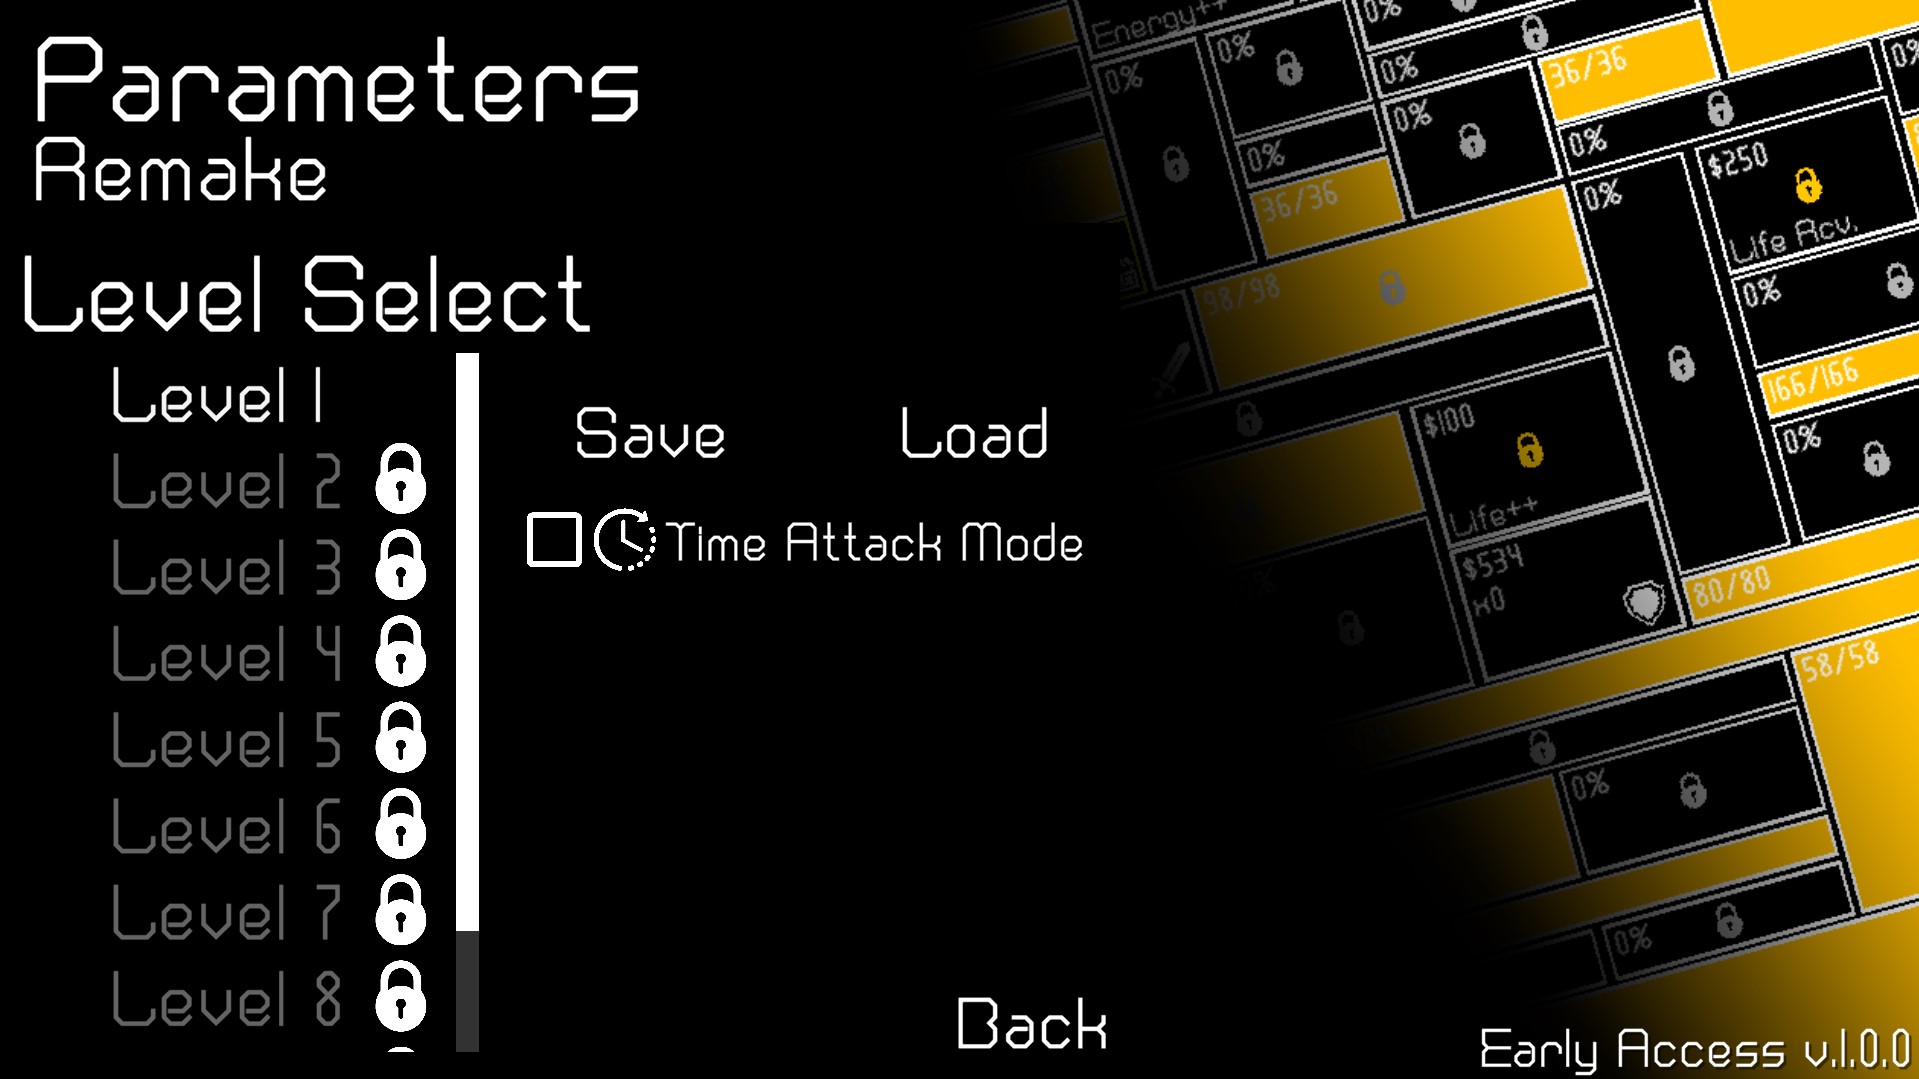 Parameters
Remake
Level Select
Level 1
Level 2
Level 3
Level 4
Level 5
Level 6
Level 7
Level 8
Save
Load
Time Attack Mode
Back
Energy++
0%
0%
0%
36/36
0%
0%
0%
0%
36/36
0%
$250
Life Rcv.
0%
0%
98/98
0%
166/166
0%
$100
Life++
$534
x0
80/80
58/58
0%
0%
Early Access v.1.0.0